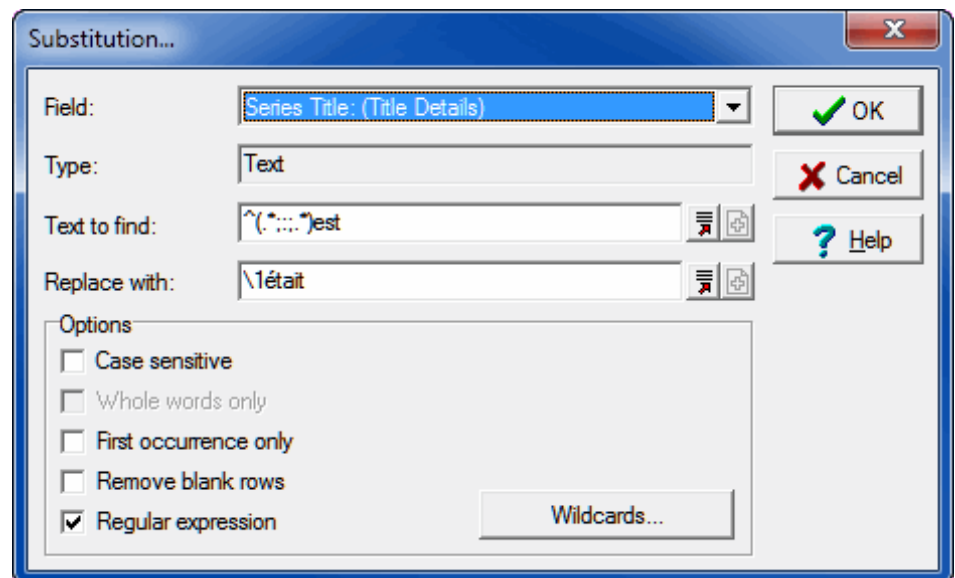 Substitution...
Field: Series Title: (Title Details)
OK
Type: Text
Cancel
Text to find: ^(.*;:;.*)est
Help
Replace with: \1était
Options
Case sensitive
Whole words only
First occurrence only
Remove blank rows
Regular expression
Wildcards...